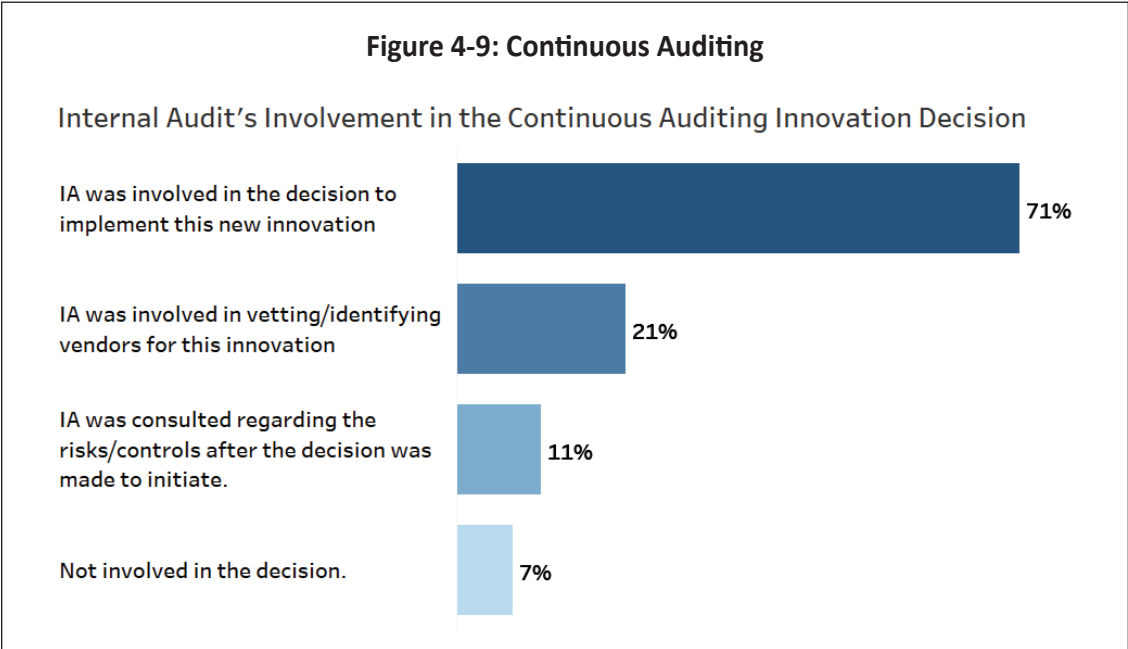 Figure 4-9: Continuous Auditing
Internal Audit's Involvement in the Continuous Auditing Innovation Decision
IA was involved in the decision to
implement this new innovation
71%
IA was involved in vetting/identifying
vendors for this innovation
21%
IA was consulted regarding the
risks/controls after the decision was
made to initiate.
11%
Not involved in the decision.
7%